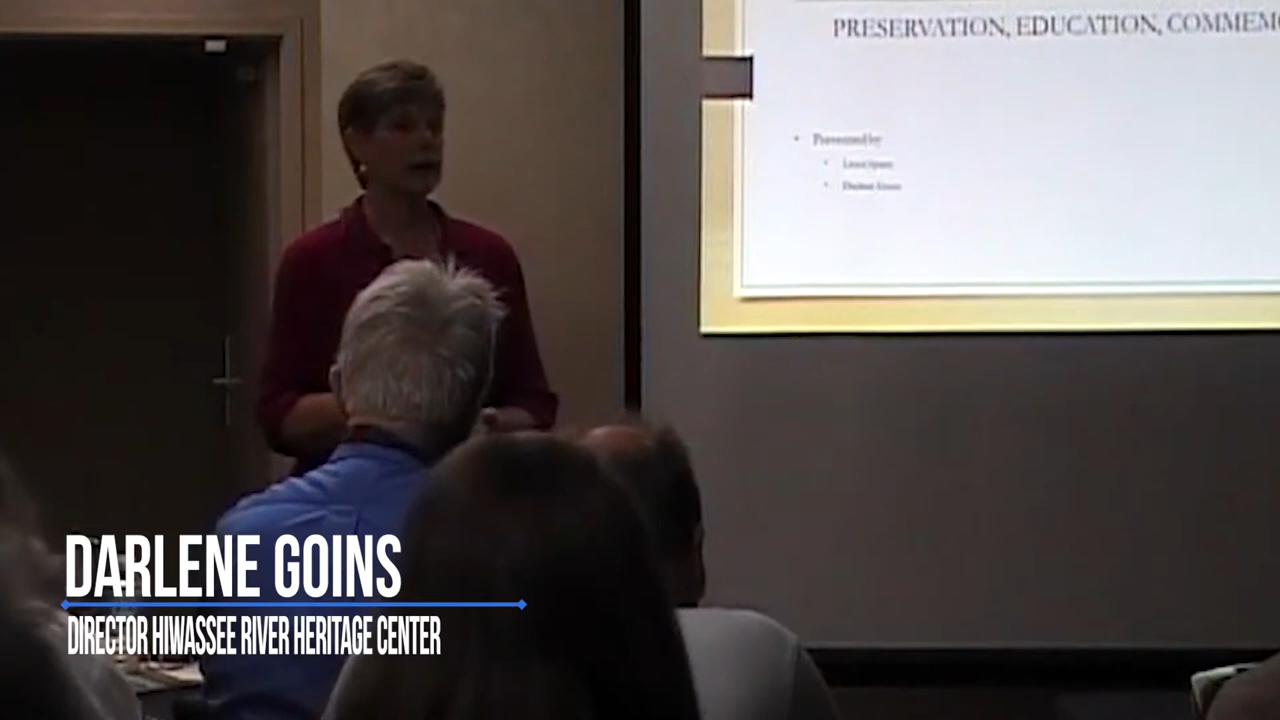 PRESERVATION, EDUCATION, COMMEMO
Presented by
DARLENE GOINS
DIRECTOR HIWASSEE RIVER HERITAGE CENTER